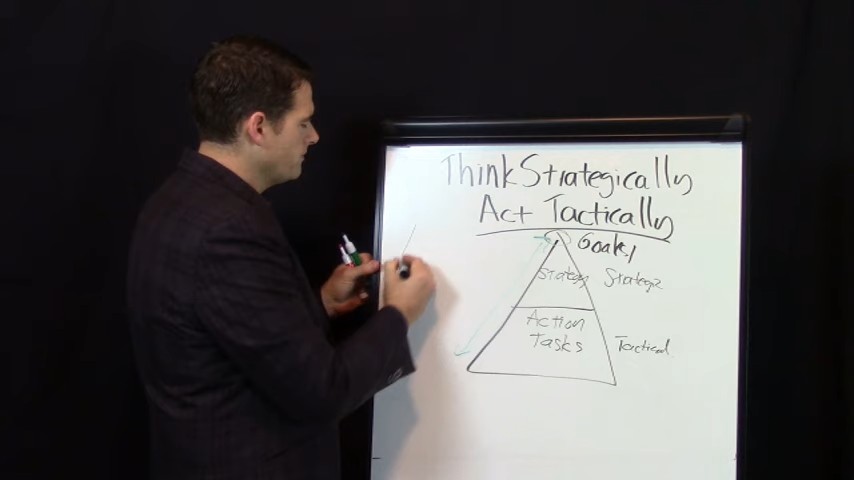 Think Strategically
Act Tactically
Goals
Strategy Strategic
Action
Tasks
Tactical